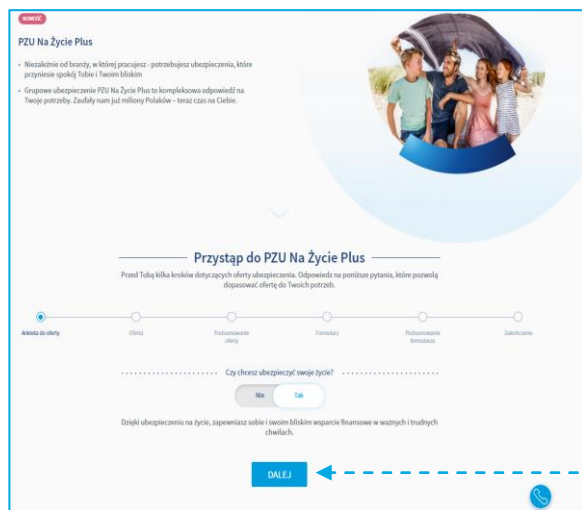 NOWOŚĆ
PZU Na Życie Plus
• Niezależnie od branży, w której pracujesz - potrzebujesz ubezpieczenia, które
przyniesie spokój Tobie i Twoim bliskim
• Grupowe ubezpieczenie PZU Na Życie Plus to kompleksowa odpowiedź na
Twoje potrzeby. Zaufały nam już miliony Polaków – teraz czas na Ciebie.
Przystąp do PZU Na Życie Plus
Przed Tobą kilka kroków dotyczących oferty ubezpieczenia. Odpowiedz na poniższe pytania, które pozwolą
dopasować ofertę do Twoich potrzeb.
Ankieta do oferty
Oferta
Podsumowanie
oferty
Formularz
Podsumowanie
formularza
Zakończenie
Czy chcesz ubezpieczyć swoje życie?
Nie Tak
Dzięki ubezpieczeniu na życie, zapewniasz sobie i swoim bliskim wsparcie finansowe w ważnych i trudnych
chwilach.
DALEJ